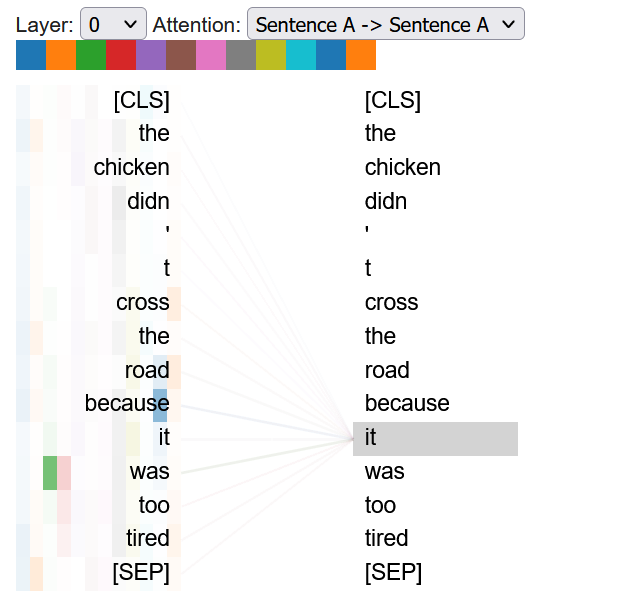 Layer: 0 Attention: Sentence A -> Sentence A
[CLS] [CLS]
the the
chicken chicken
didn didn
' '
t t
cross cross
the the
road road
because because
it it
was was
too too
tired tired
[SEP] [SEP]